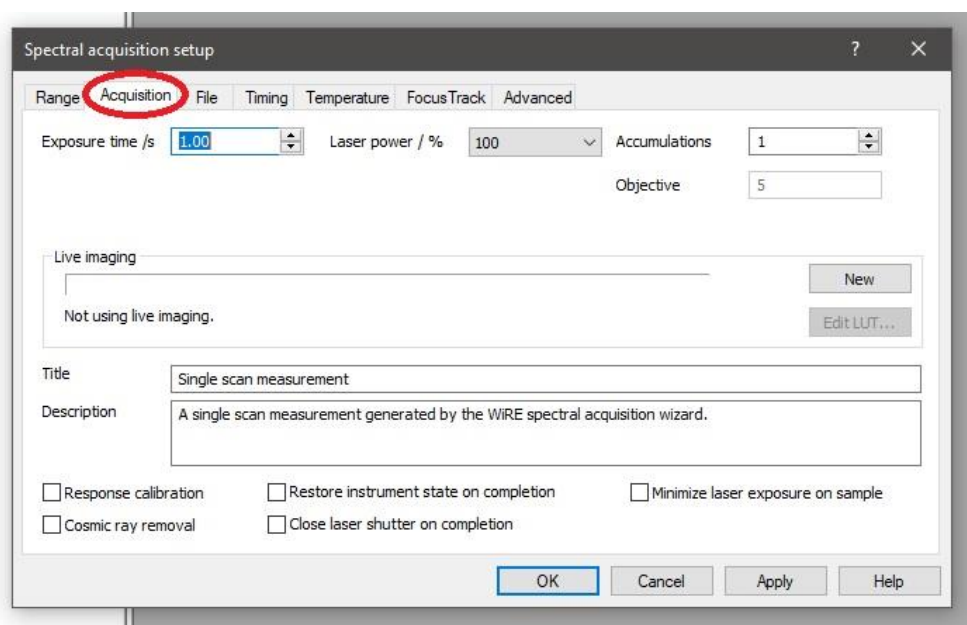 Spectral acquisition setup ? ×
Range Acquisition File Timing Temperature FocusTrack Advanced
Exposure time /s 1.00 Laser power / % 100 Accumulations 1
Objective 5
Live imaging
New
Not using live imaging.
Edit LUT...
Title Single scan measurement
Description A single scan measurement generated by the WiRE spectral acquisition wizard.
Response calibration Restore instrument state on completion Minimize laser exposure on sample
Cosmic ray removal Close laser shutter on completion
OK Cancel Apply Help